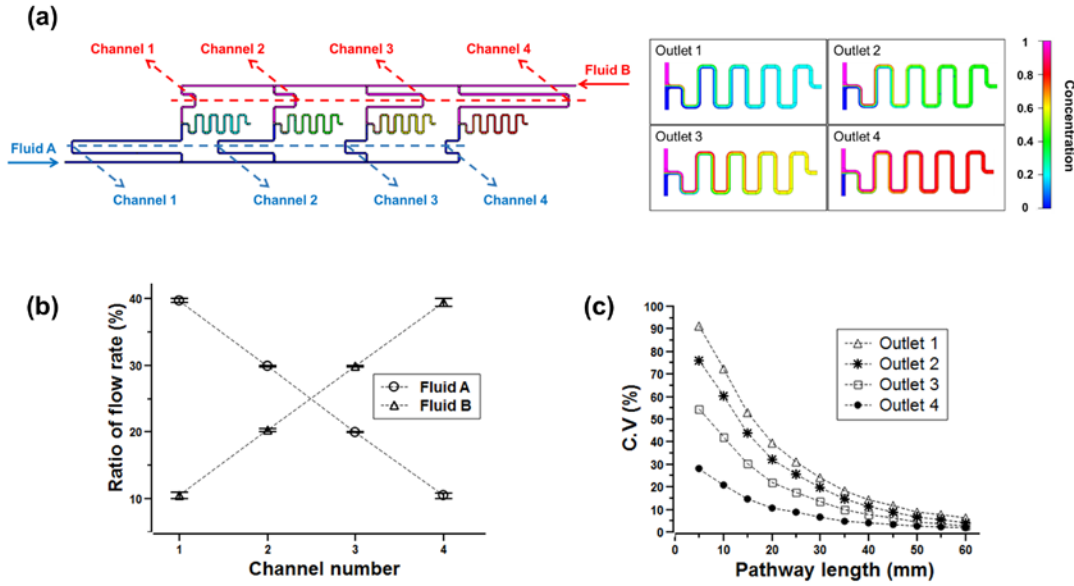 (a)
Channel 1
Channel 2
Channel 3
Channel 4
Fluid B
Fluid A
Channel 1
Channel 2
Channel 3
Channel 4
Outlet 1
Outlet 2
Outlet 3
Outlet 4
1
0.8
0.6
0.4
0.2
0
Concentration
(b)
Ratio of flow rate (%)
40
30
20
10
Fluid A
Fluid B
1 2 3 4
Channel number
(c)
C.V (%)
100
90
80
70
60
50
40
30
20
10
0
Outlet 1
Outlet 2
Outlet 3
Outlet 4
0 10 20 30 40 50 60
Pathway length (mm)